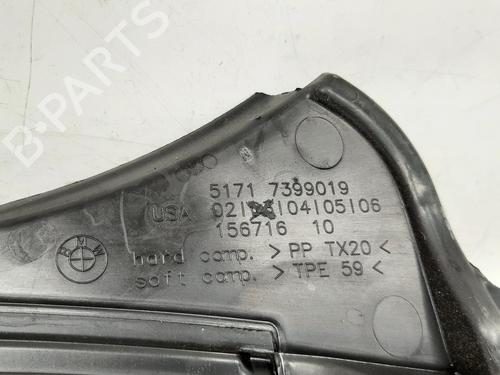 B-PARTS
5171 7399019
USA 02| |04|05|06
156716 10
BMW
hard comp. > PP TX20 <
soft comp. > TPE 59 <